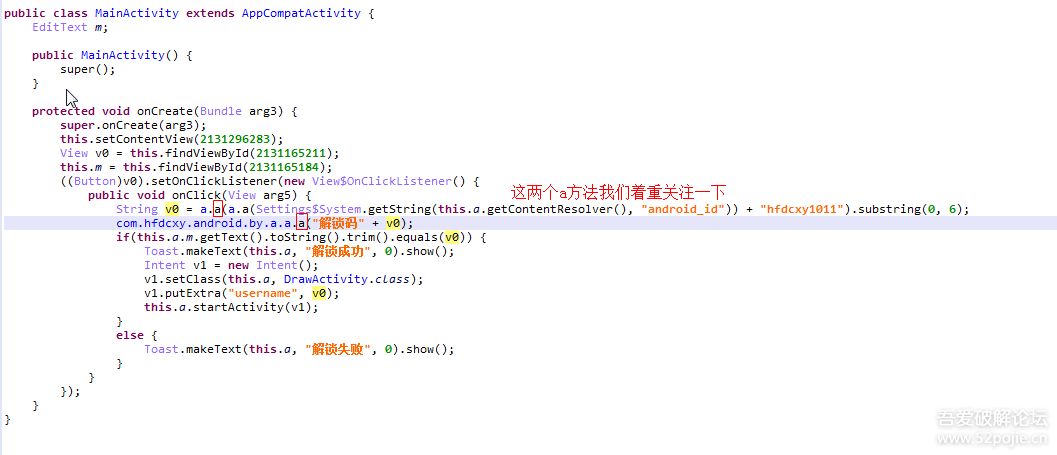 public class MainActivity extends AppCompatActivity {
    EditText m;

    public MainActivity() {
        super();
    }

    protected void onCreate(Bundle arg3) {
        super.onCreate(arg3);
        this.setContentView(2131296283);
        View v0 = this.findViewById(2131165211);
        this.m = this.findViewById(2131165184);
        ((Button)v0).setOnClickListener(new View$OnClickListener() {
这两个a方法我们着重关注一下
            public void onClick(View arg5) {
                String v0 = a.a(a.a(Settings$System.getString(this.a.getContentResolver(), "android_id")) + "hfdcxy1011").substring(0, 6);
                com.hfdcxy.android.by.a.a.a("解锁码" + v0);
                if(this.a.m.getText().toString().trim().equals(v0)) {
                    Toast.makeText(this.a, "解锁成功", 0).show();
                    Intent v1 = new Intent();
                    v1.setClass(this.a, DrawActivity.class);
                    v1.putExtra("username", v0);
                    this.a.startActivity(v1);
                }
                else {
                    Toast.makeText(this.a, "解锁失败", 0).show();
                }
            }
        });
    }
}
吾爱破解论坛
www.52pojie.cn